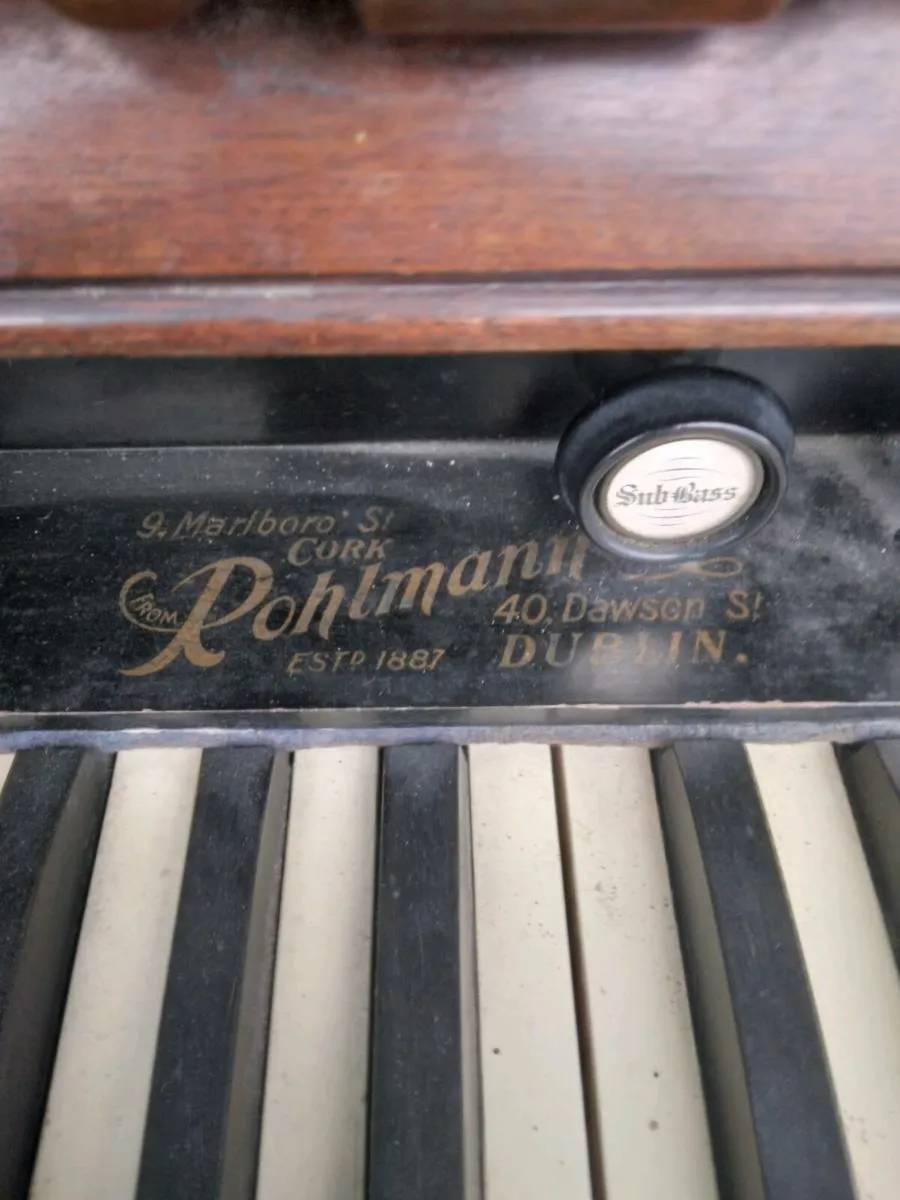 Sub Bass
9, Marlboro' St
CORK
FROM Pohlmann
40, Dawson St
ESTD 1887
DUBLIN.